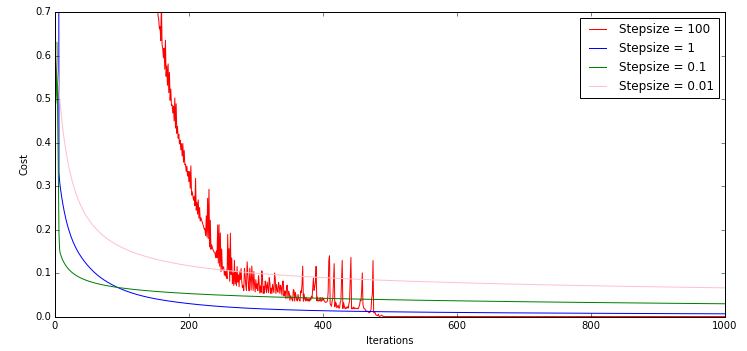 0.7
0.6
0.5
0.4
0.3
0.2
0.1
0.0
Cost
0 200 400 600 800 1000
Iterations
Stepsize = 100
Stepsize = 1
Stepsize = 0.1
Stepsize = 0.01